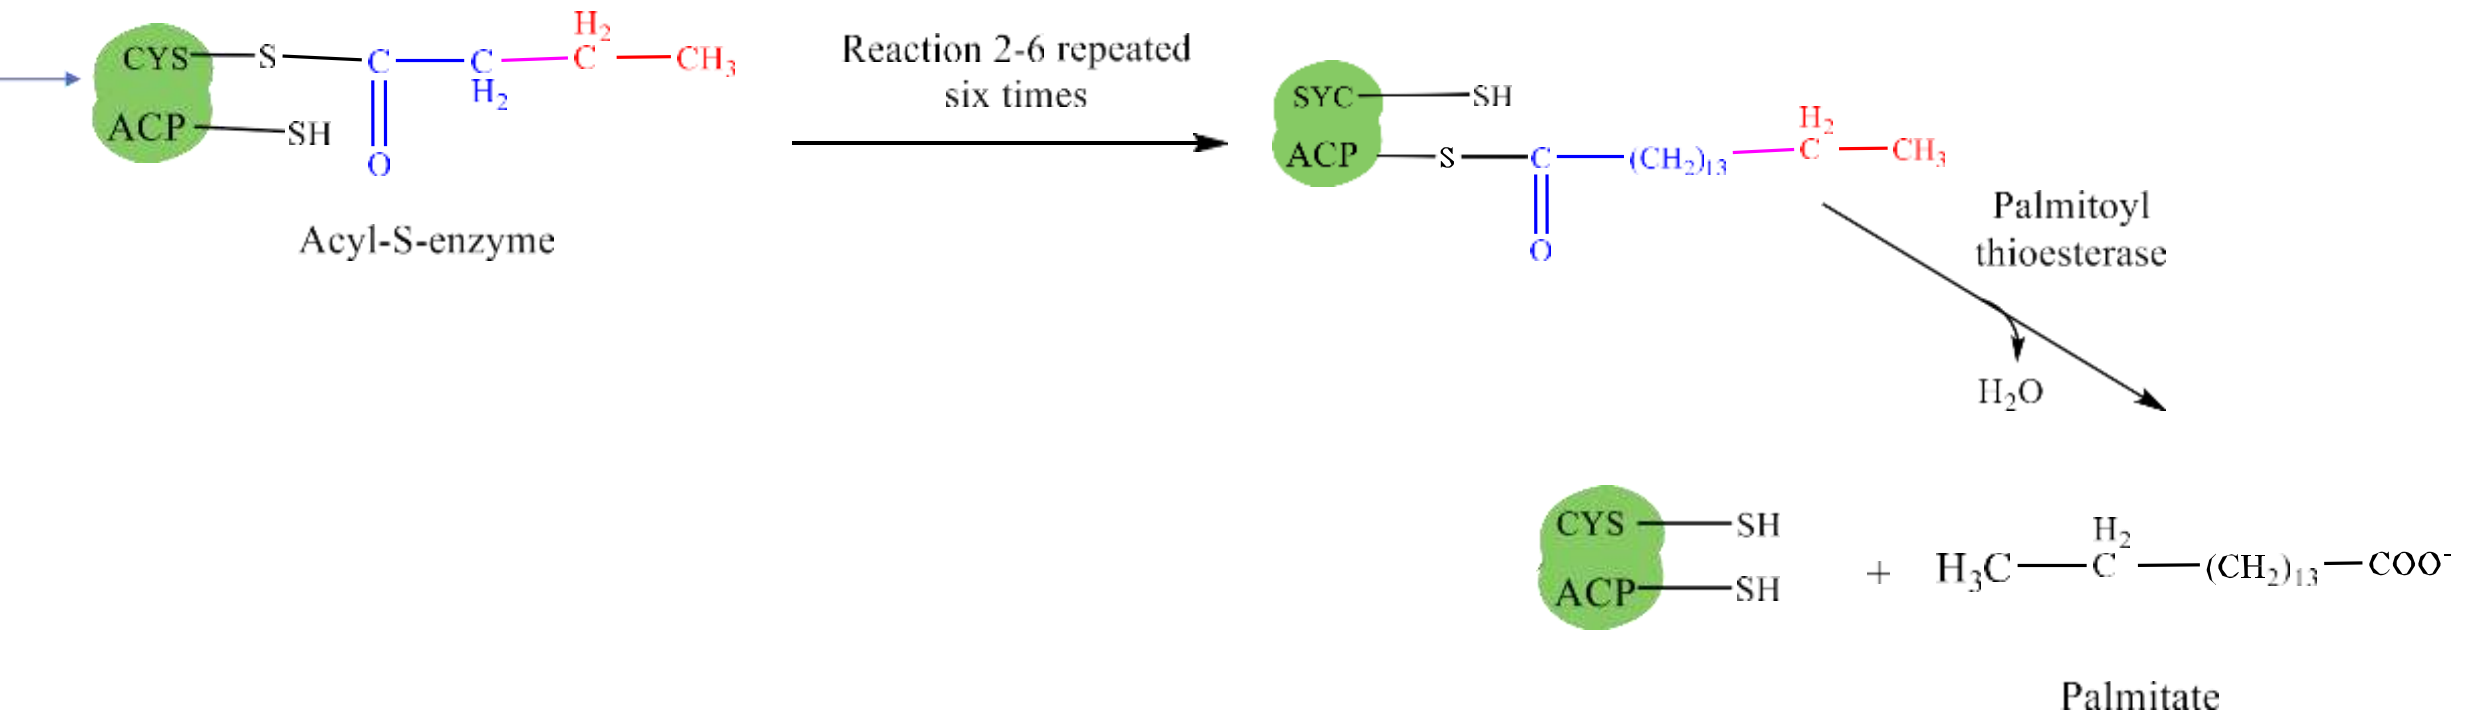 CYS S C C H₂ H₂ C CH₃
ACP SH
O
Acyl-S-enzyme
Reaction 2-6 repeated
six times
SYC SH
ACP S C (CH₂)₁₃ H₂ C CH₃
O
Palmitoyl
thioesterase
H₂O
CYS SH
ACP SH
+ H₃C H₂ C (CH₂)₁₃ COO⁻
Palmitate